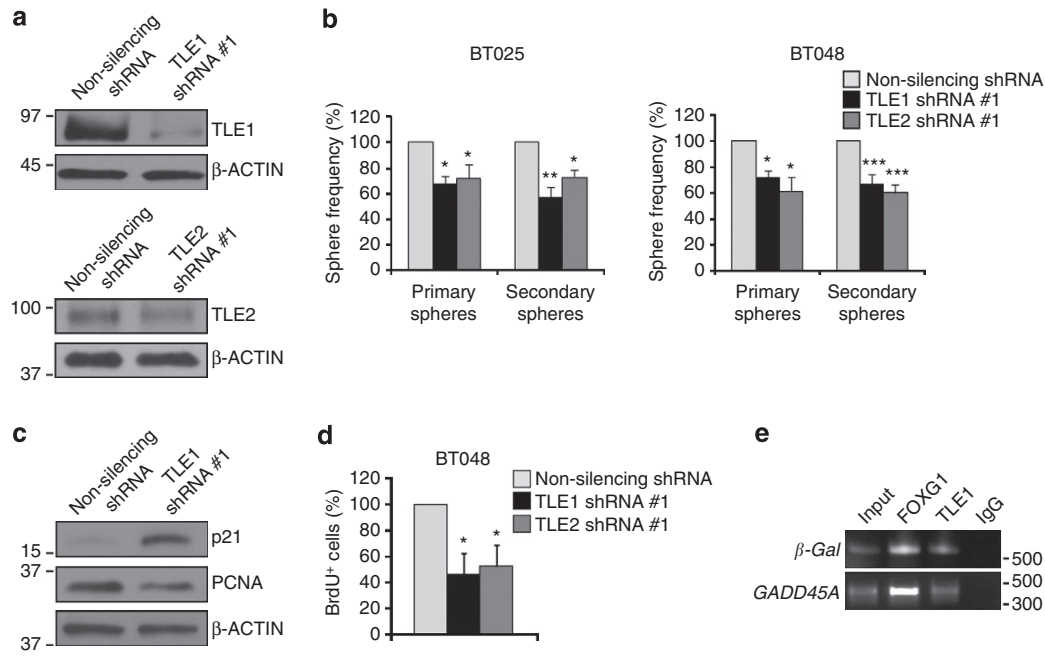 a
Non-silencing
shRNA
TLE1
shRNA #1
97
TLE1
45
β-ACTIN
Non-silencing
shRNA
TLE2
shRNA #1
100
TLE2
β-ACTIN
37
b
BT025
Sphere frequency (%)
120
100
80
60
40
20
0
*
*
**
*
Primary
spheres
Secondary
spheres
BT048
Non-silencing shRNA
TLE1 shRNA #1
TLE2 shRNA #1
Sphere frequency (%)
120
100
80
60
40
20
0
*
*
***
***
Primary
spheres
Secondary
spheres
c
Non-silencing
shRNA
TLE1
shRNA #1
p21
15
37
PCNA
β-ACTIN
37
d
BT048
Non-silencing shRNA
TLE1 shRNA #1
TLE2 shRNA #1
BrdU⁺ cells (%)
120
100
80
60
40
20
0
*
*
e
Input
FOXG1
TLE1
IgG
β-Gal
500
GADD45A
500
300